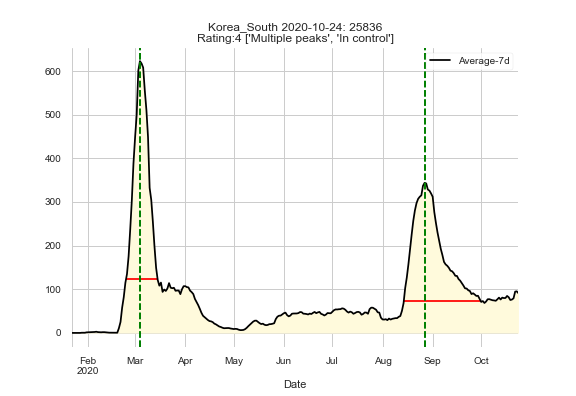 Korea_South 2020-10-24: 25836
Rating:4 ['Multiple peaks', 'In control']
Average-7d
600
500
400
300
200
100
0
Feb Mar Apr May Jun Jul Aug Sep Oct
2020
Date